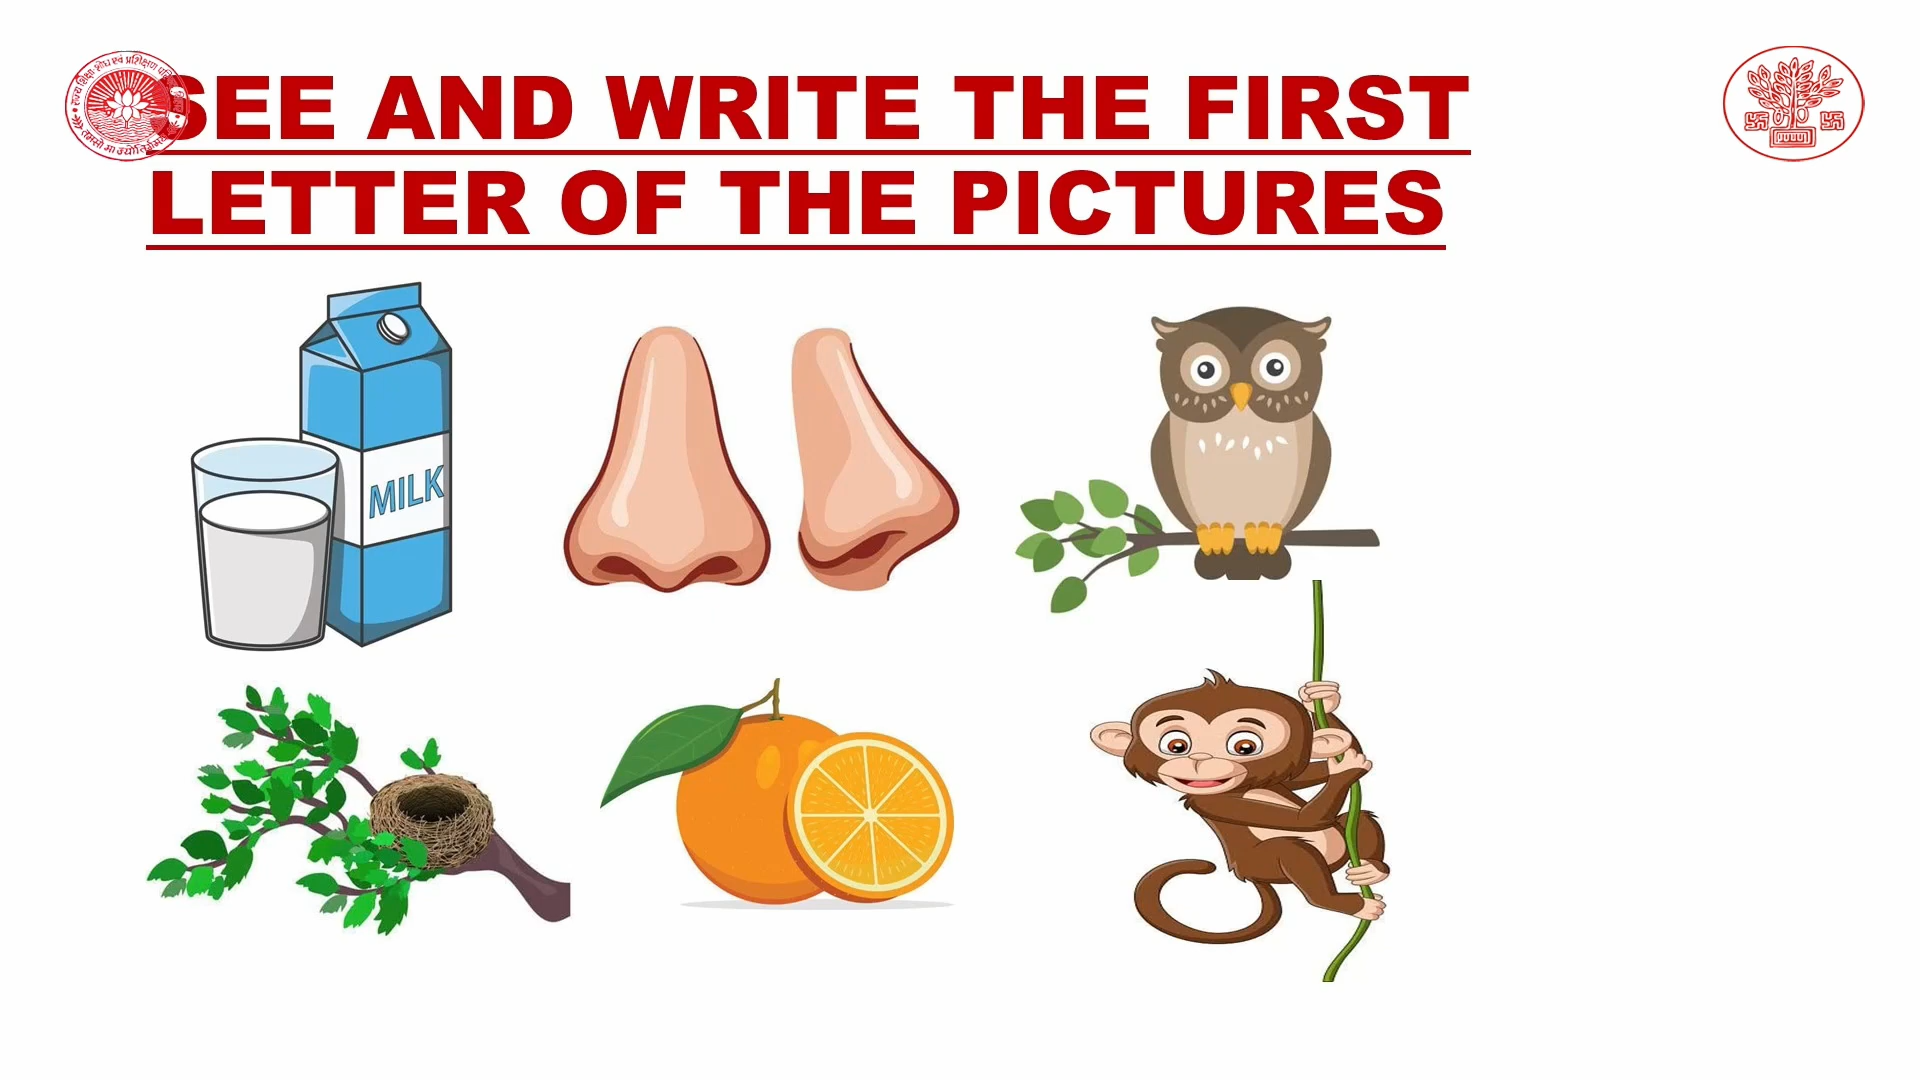 SEE AND WRITE THE FIRST
LETTER OF THE PICTURES
MILK